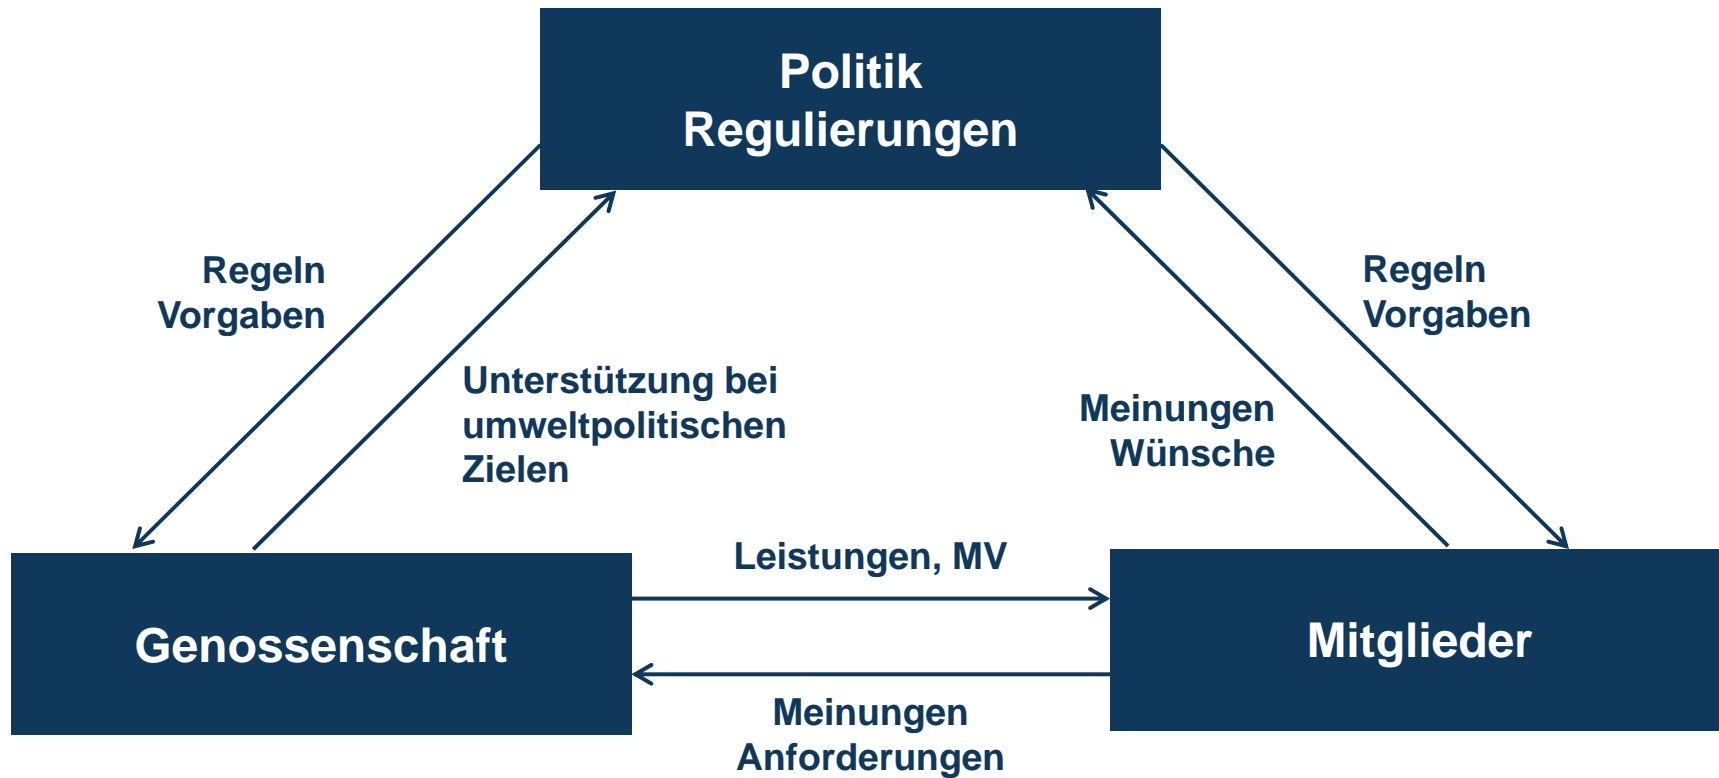 Politik
Regulierungen
Regeln
Vorgaben
Regeln
Vorgaben
Unterstützung bei
umweltpolitischen
Zielen
Meinungen
Wünsche
Leistungen, MV
Genossenschaft
Mitglieder
Meinungen
Anforderungen